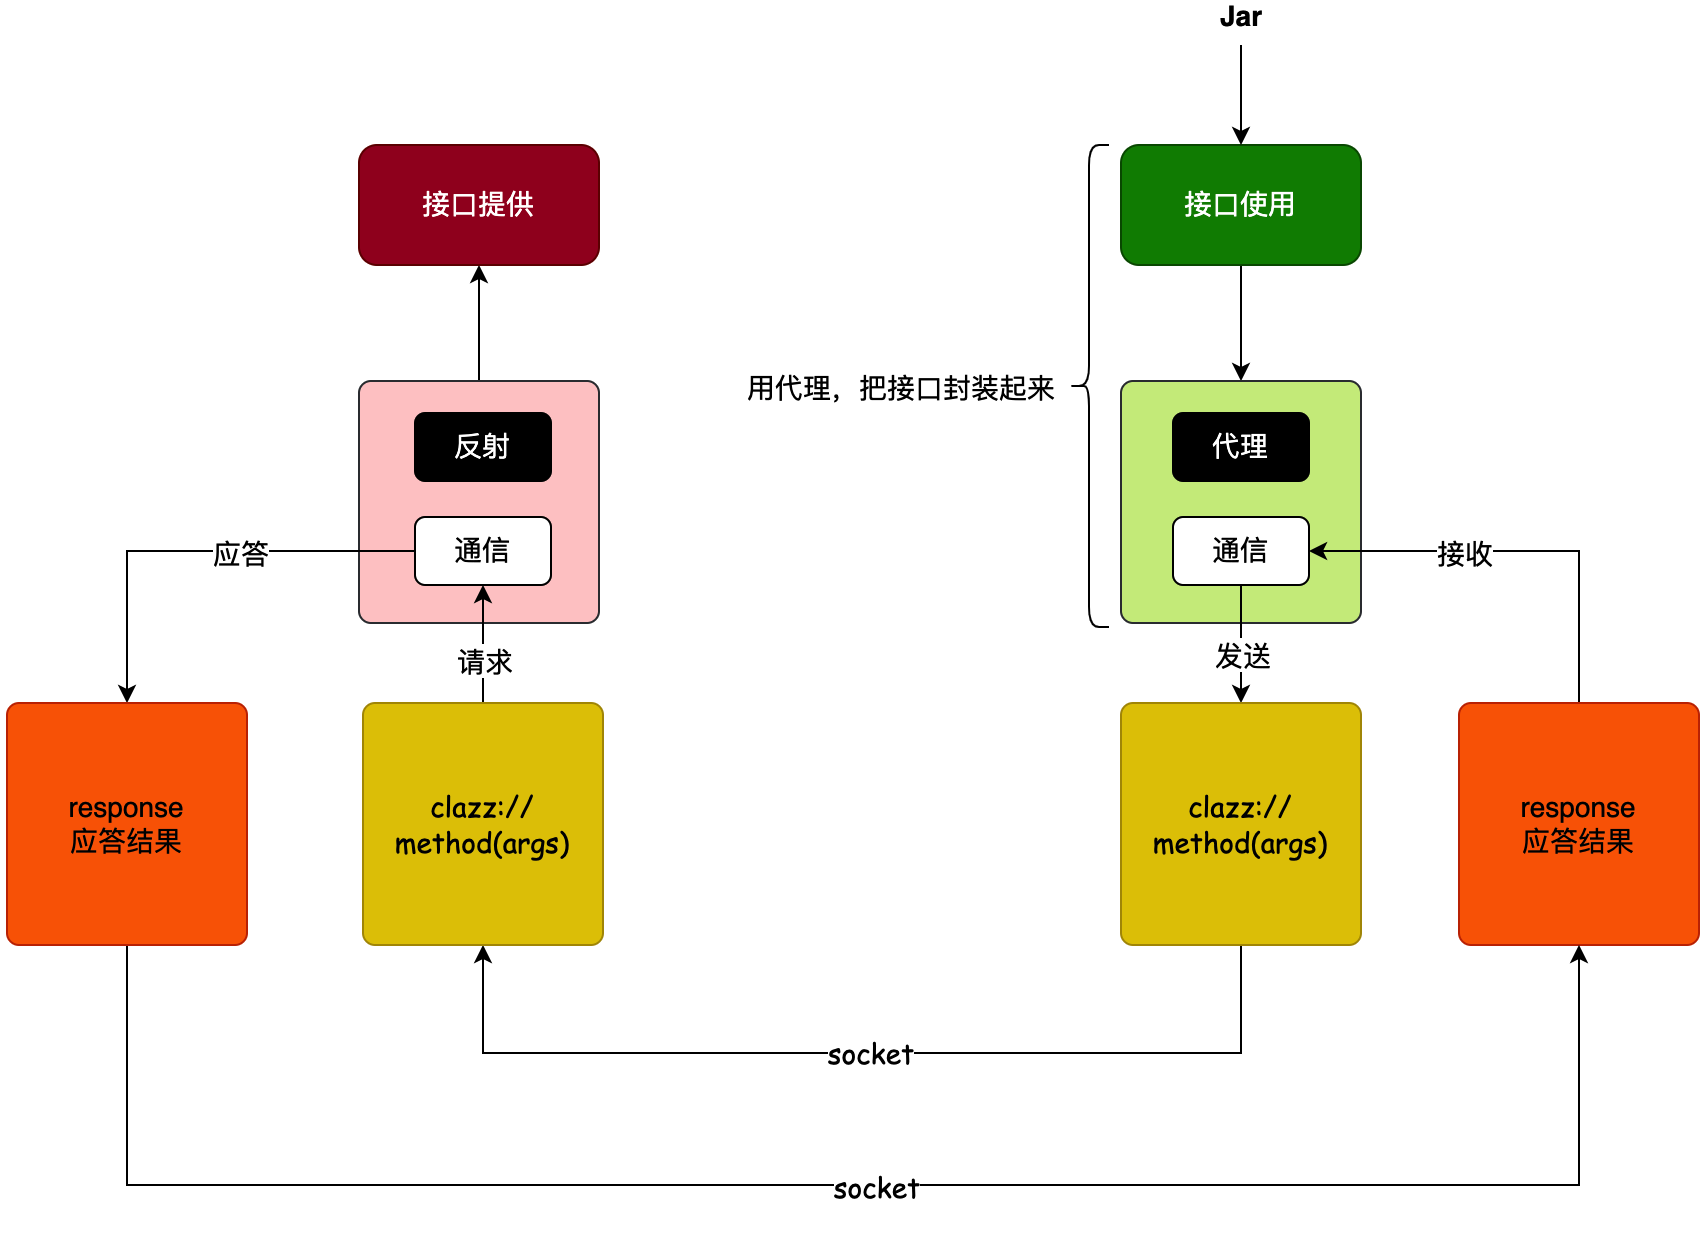 Jar
接口提供
接口使用
用代理，把接口封装起来
反射
代理
通信
通信
应答
接收
请求
发送
response
应答结果
clazz://
method(args)
clazz://
method(args)
response
应答结果
socket
socket